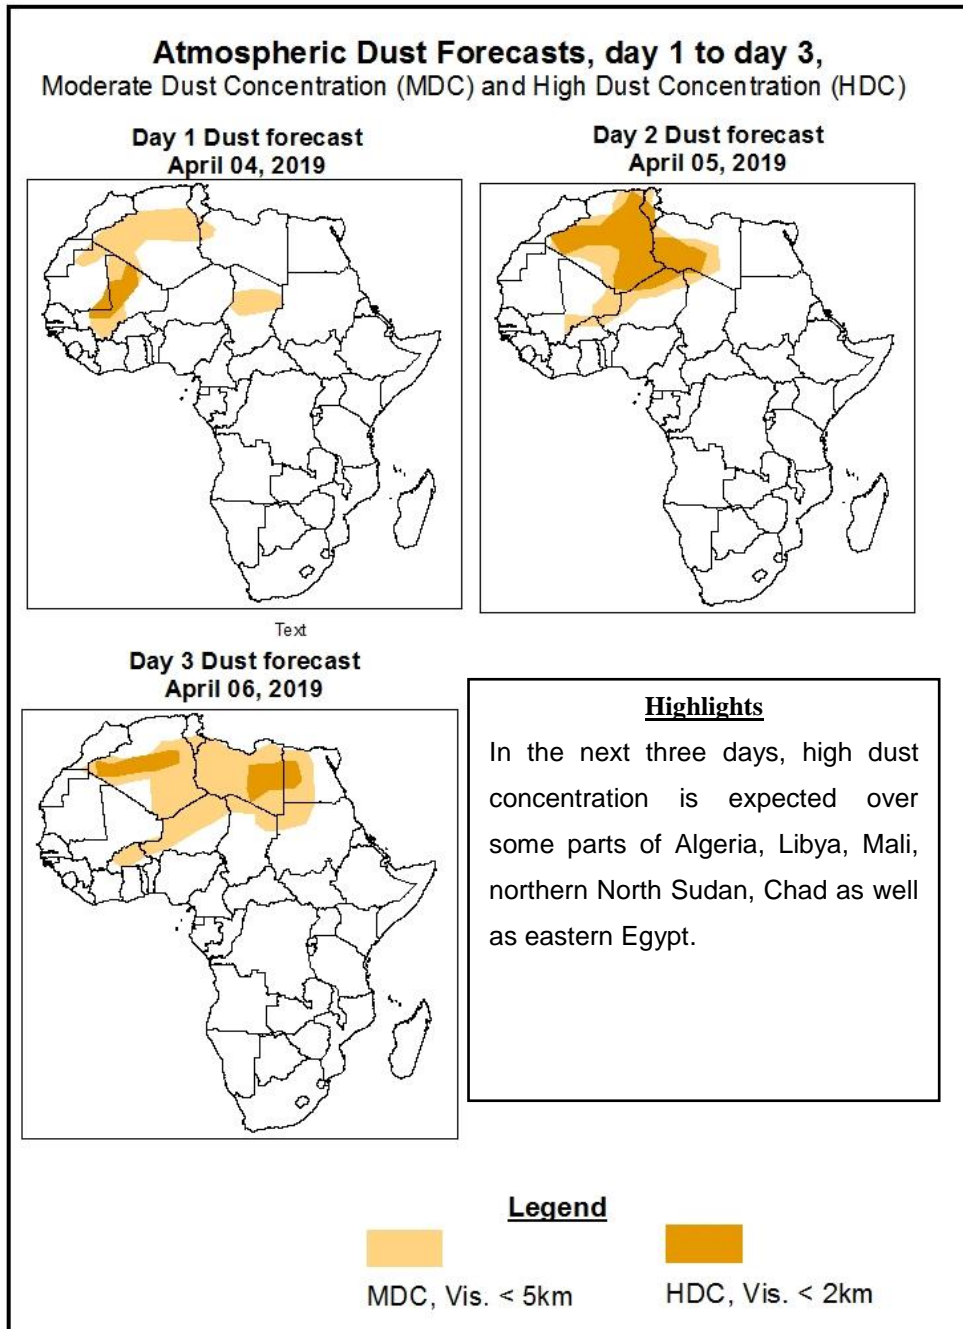 Atmospheric Dust Forecasts, day 1 to day 3,
Moderate Dust Concentration (MDC) and High Dust Concentration (HDC)
Day 1 Dust forecast
April 04, 2019
Day 2 Dust forecast
April 05, 2019
Text
Day 3 Dust forecast
April 06, 2019
Highlights
In the next three days, high dust
concentration is expected over
some parts of Algeria, Libya, Mali,
northern North Sudan, Chad as well
as eastern Egypt.
Legend
MDC, Vis. < 5km
HDC, Vis. < 2km